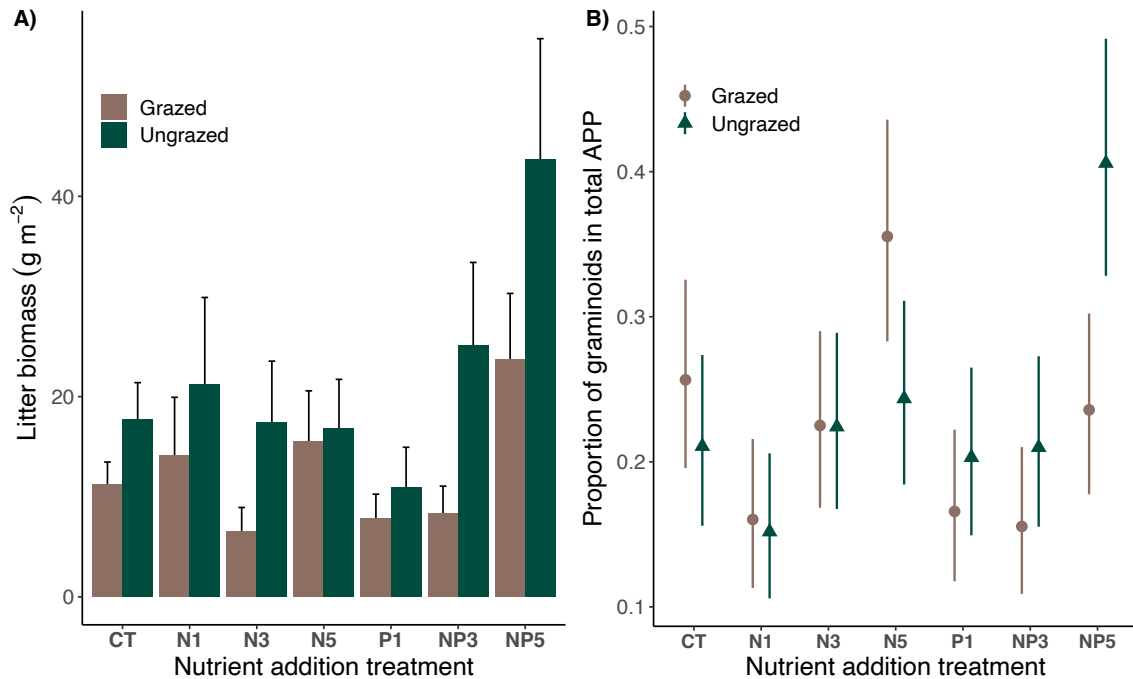 A)
Grazed
Ungrazed
Litter biomass (g m⁻²)
40
20
0
CT N1 N3 N5 P1 NP3 NP5
Nutrient addition treatment
B)
Grazed
Ungrazed
Proportion of graminoids in total APP
0.5
0.4
0.3
0.2
0.1
CT N1 N3 N5 P1 NP3 NP5
Nutrient addition treatment